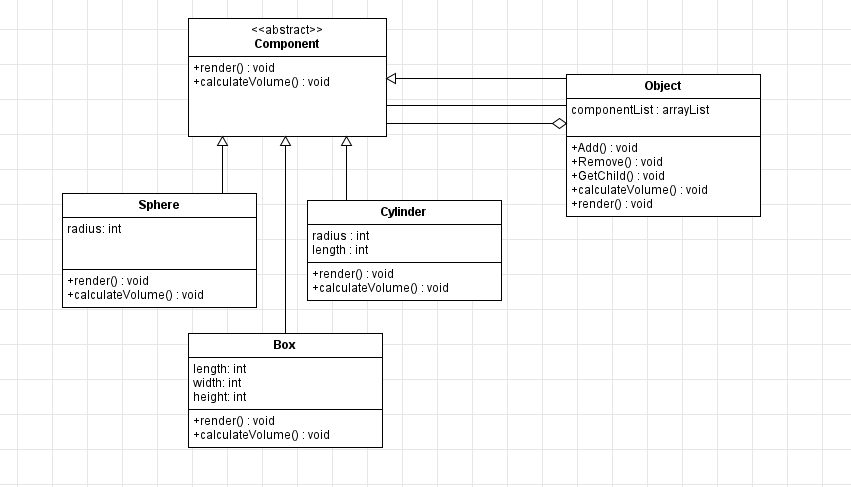 <<abstract>>
Component
+render() : void
+calculateVolume() : void
Object
componentList : arrayList
+Add() : void
+Remove() : void
+GetChild() : void
+calculateVolume() : void
+render() : void
Sphere
radius: int
+render() : void
+calculateVolume() : void
Cylinder
radius : int
length : int
+render() : void
+calculateVolume() : void
Box
length: int
width: int
height: int
+render() : void
+calculateVolume() : void